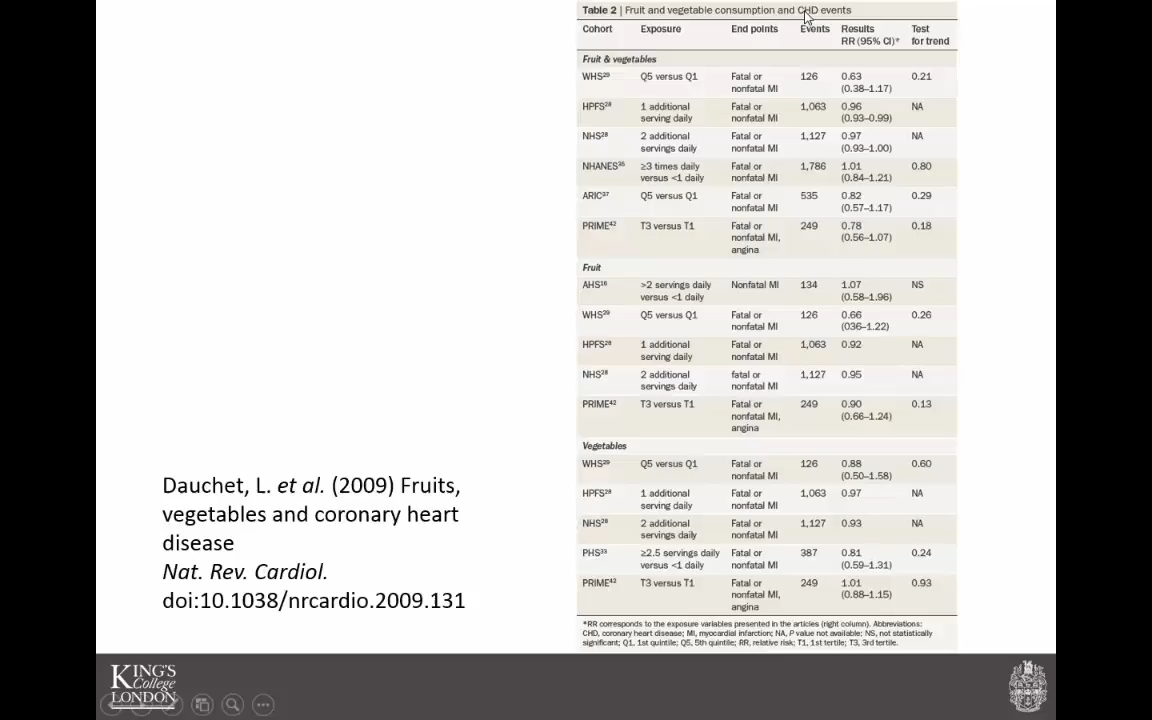 Table 2 | Fruit and vegetable consumption and CHD events
Cohort Exposure End points Events Results Test
RR (95% CI)* for trend
Fruit & vegetables
WHS29 Q5 versus Q1 Fatal or 126 0.63 0.21
nonfatal MI (0.38–1.17)
HPFS28 1 additional Fatal or 1,063 0.96 NA
serving daily nonfatal MI (0.93–0.99)
NHS28 2 additional Fatal or 1,127 0.97 NA
servings daily nonfatal MI (0.93–1.00)
NHANES35 ≥3 times daily Fatal or 1,786 1.01 0.80
versus <1 daily nonfatal MI (0.84–1.21)
ARIC37 Q5 versus Q1 Fatal or 535 0.82 0.29
nonfatal MI (0.57–1.17)
PRIME42 T3 versus T1 Fatal or 249 0.78 0.18
nonfatal MI, (0.56–1.07)
angina
Fruit
AHS16 >2 servings daily Nonfatal MI 134 1.07 NS
versus <1 daily (0.58–1.96)
WHS29 Q5 versus Q1 Fatal or 126 0.66 0.26
nonfatal MI (036–1.22)
HPFS28 1 additional Fatal or 1,063 0.92 NA
serving daily nonfatal MI
NHS28 2 additional fatal or 1,127 0.95 NA
servings daily nonfatal MI
PRIME42 T3 versus T1 Fatal or 249 0.90 0.13
nonfatal MI, (0.66–1.24)
angina
Vegetables
WHS29 Q5 versus Q1 Fatal or 126 0.88 0.60
nonfatal MI (0.50–1.58)
HPFS28 1 additional Fatal or 1,063 0.97 NA
serving daily nonfatal MI
NHS28 2 additional Fatal or 1,127 0.93 NA
servings daily nonfatal MI
PHS33 ≥2.5 servings daily Fatal or 387 0.81 0.24
versus <1 daily nonfatal MI (0.59–1.31)
PRIME42 T3 versus T1 Fatal or 249 1.01 0.93
nonfatal MI, (0.88–1.15)
angina
*RR corresponds to the exposure variables presented in the articles (right column). Abbreviations:
CHD, coronary heart disease; MI, myocardial infarction; NA, P value not available; NS, not statistically
significant; Q1, 1st quintile; Q5, 5th quintile; RR, relative risk; T1, 1st tertile; T3, 3rd tertile.
Dauchet, L. et al. (2009) Fruits,
vegetables and coronary heart
disease
Nat. Rev. Cardiol.
doi:10.1038/nrcardio.2009.131
KING'S
College
LONDON